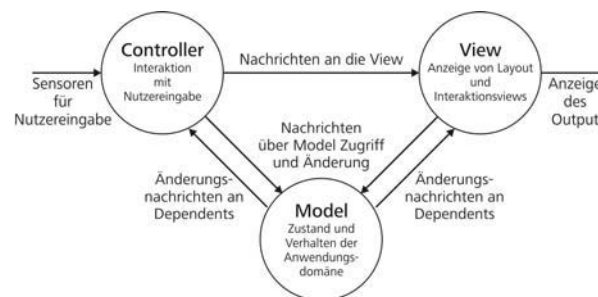 Controller
Interaktion
mit
Nutzereingabe
View
Anzeige von Layout
und
Interaktionsviews
Nachrichten an die View
Sensoren
für
Nutzereingabe
Anzeige
des
Output
Nachrichten
über Model Zugriff
und Änderung
Änderungs-
nachrichten an
Dependents
Änderungs-
nachrichten an
Dependents
Model
Zustand und
Verhalten der
Anwendungs-
domäne